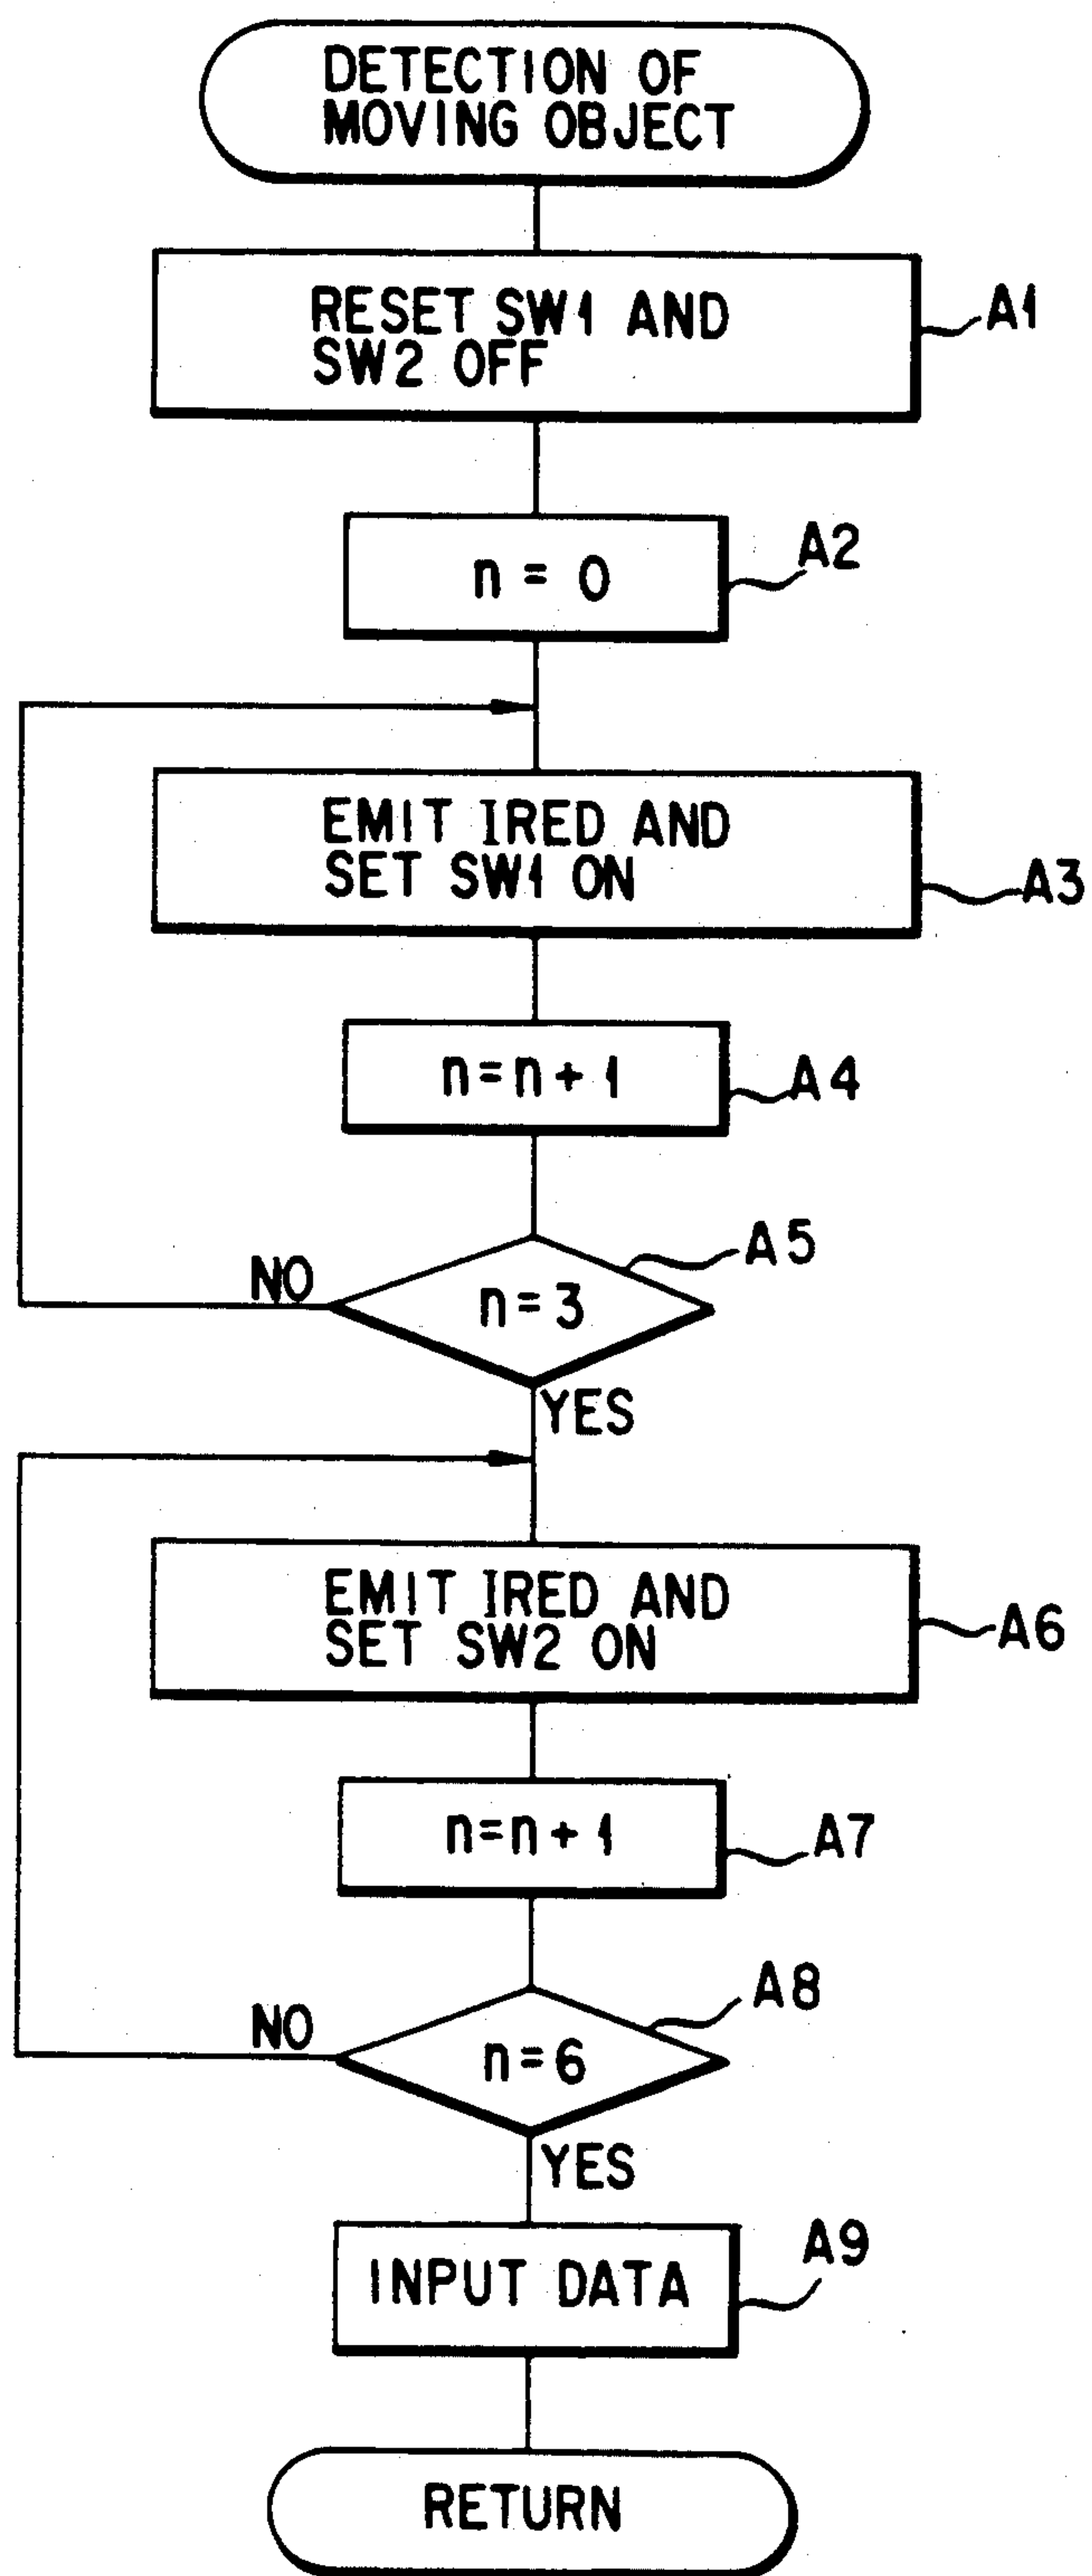 DETECTION OF
MOVING OBJECT
RESET SW1 AND
SW2 OFF
A1
n = 0
A2
EMIT IRED AND
SET SW1 ON
A3
n=n+1
A4
A5
n=3
NO
YES
EMIT IRED AND
SET SW2 ON
A6
n=n+1
A7
A8
n=6
NO
YES
INPUT DATA
A9
RETURN